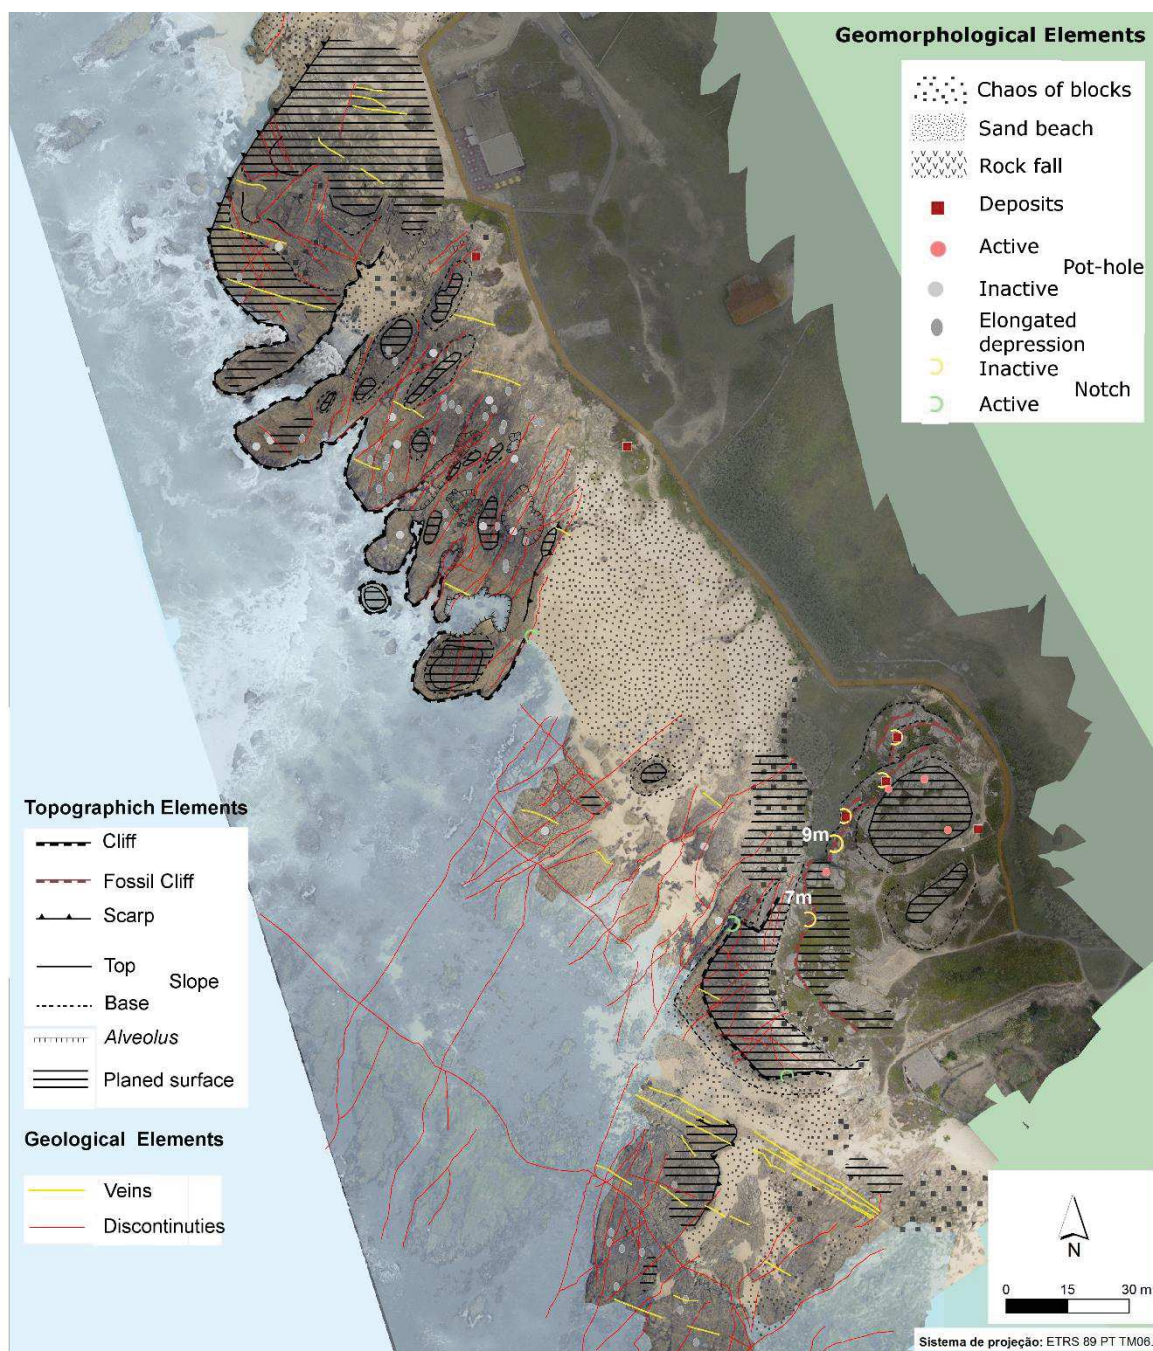 Geomorphological Elements
Chaos of blocks
Sand beach
Rock fall
Deposits
Active
Pot-hole
Inactive
Elongated
depression
Inactive
Notch
Active
9m
7m
Topographich Elements
Cliff
Fossil Cliff
Scarp
Top
Slope
Base
Alveolus
Planed surface
Geological Elements
Veins
Discontinuties
N
0 15 30 m
Sistema de projeção: ETRS 89 PT TM06.